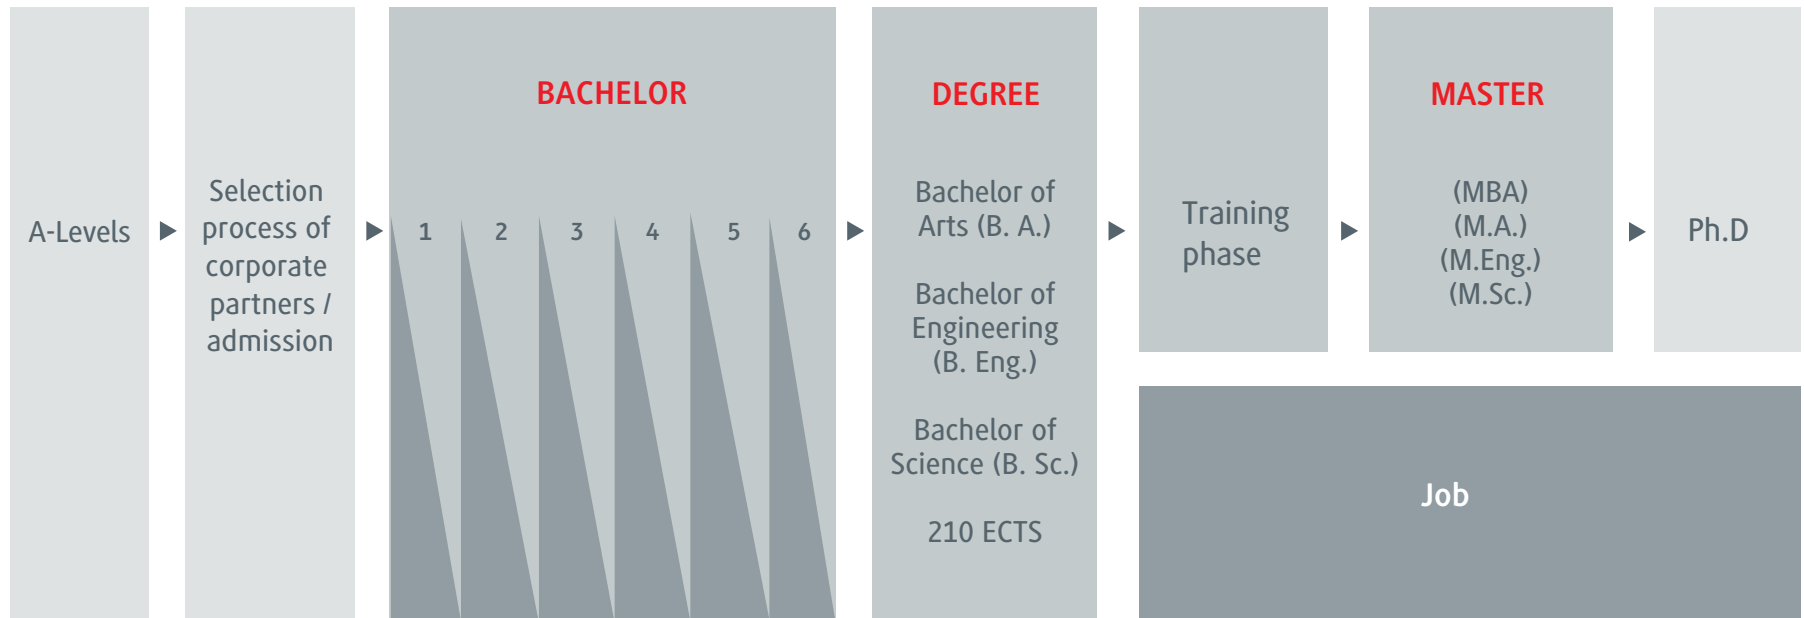 A-Levels
Selection
process of
corporate
partners /
admission
BACHELOR
1 2 3 4 5 6
DEGREE
Bachelor of
Arts (B. A.)
Bachelor of
Engineering
(B. Eng.)
Bachelor of
Science (B. Sc.)
210 ECTS
Training
phase
MASTER
(MBA)
(M.A.)
(M.Eng.)
(M.Sc.)
Ph.D
Job